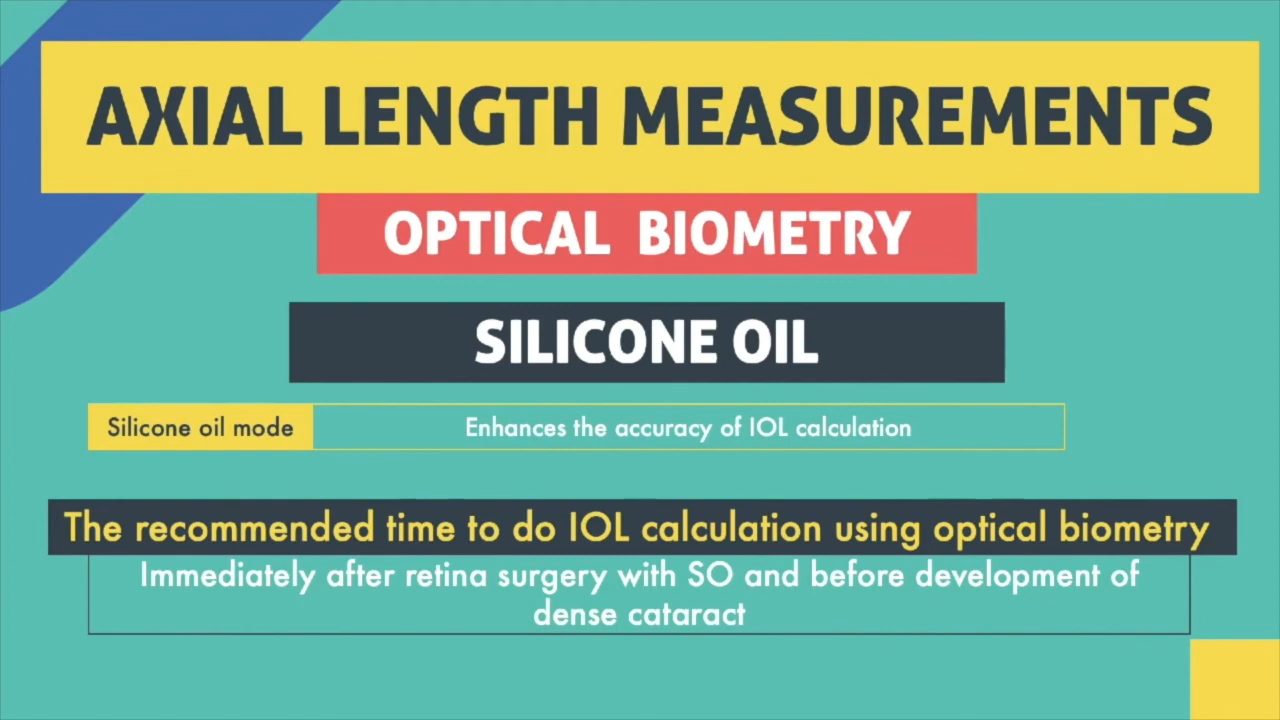 AXIAL LENGTH MEASUREMENTS
OPTICAL BIOMETRY
SILICONE OIL
Silicone oil mode
Enhances the accuracy of IOL calculation
The recommended time to do IOL calculation using optical biometry
Immediately after retina surgery with SO and before development of
dense cataract